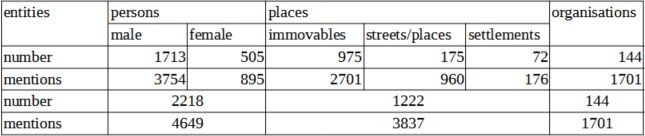 entities persons places organisations
male female immovables streets/places settlements
number 1713 505 975 175 72 144
mentions 3754 895 2701 960 176 1701
number 2218 1222 144
mentions 4649 3837 1701